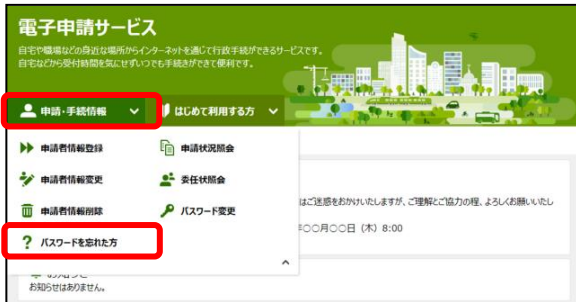 電子申請サービス
自宅や職場などの身近な場所からインターネットを通じて行政手続ができるサービスです。
自宅などから受付時間を気にせずいつでも手続きができて便利です。
申請・手続情報
はじめて利用する方
申請者情報登録
申請状況照会
申請者情報変更
委任状照会
はご迷惑をおかけいたしますが、ご理解とご協力の程、よろしくお願いいたし
申請者情報削除
パスワード変更
〇〇月〇〇日(木)8:00
? パスワードを忘れた方
お知らせはありません。